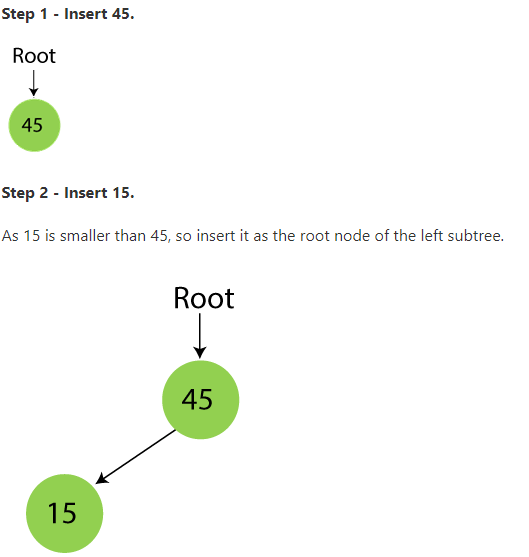 Step 1 - Insert 45.
Root
45
Step 2 - Insert 15.
As 15 is smaller than 45, so insert it as the root node of the left subtree.
Root
45
15